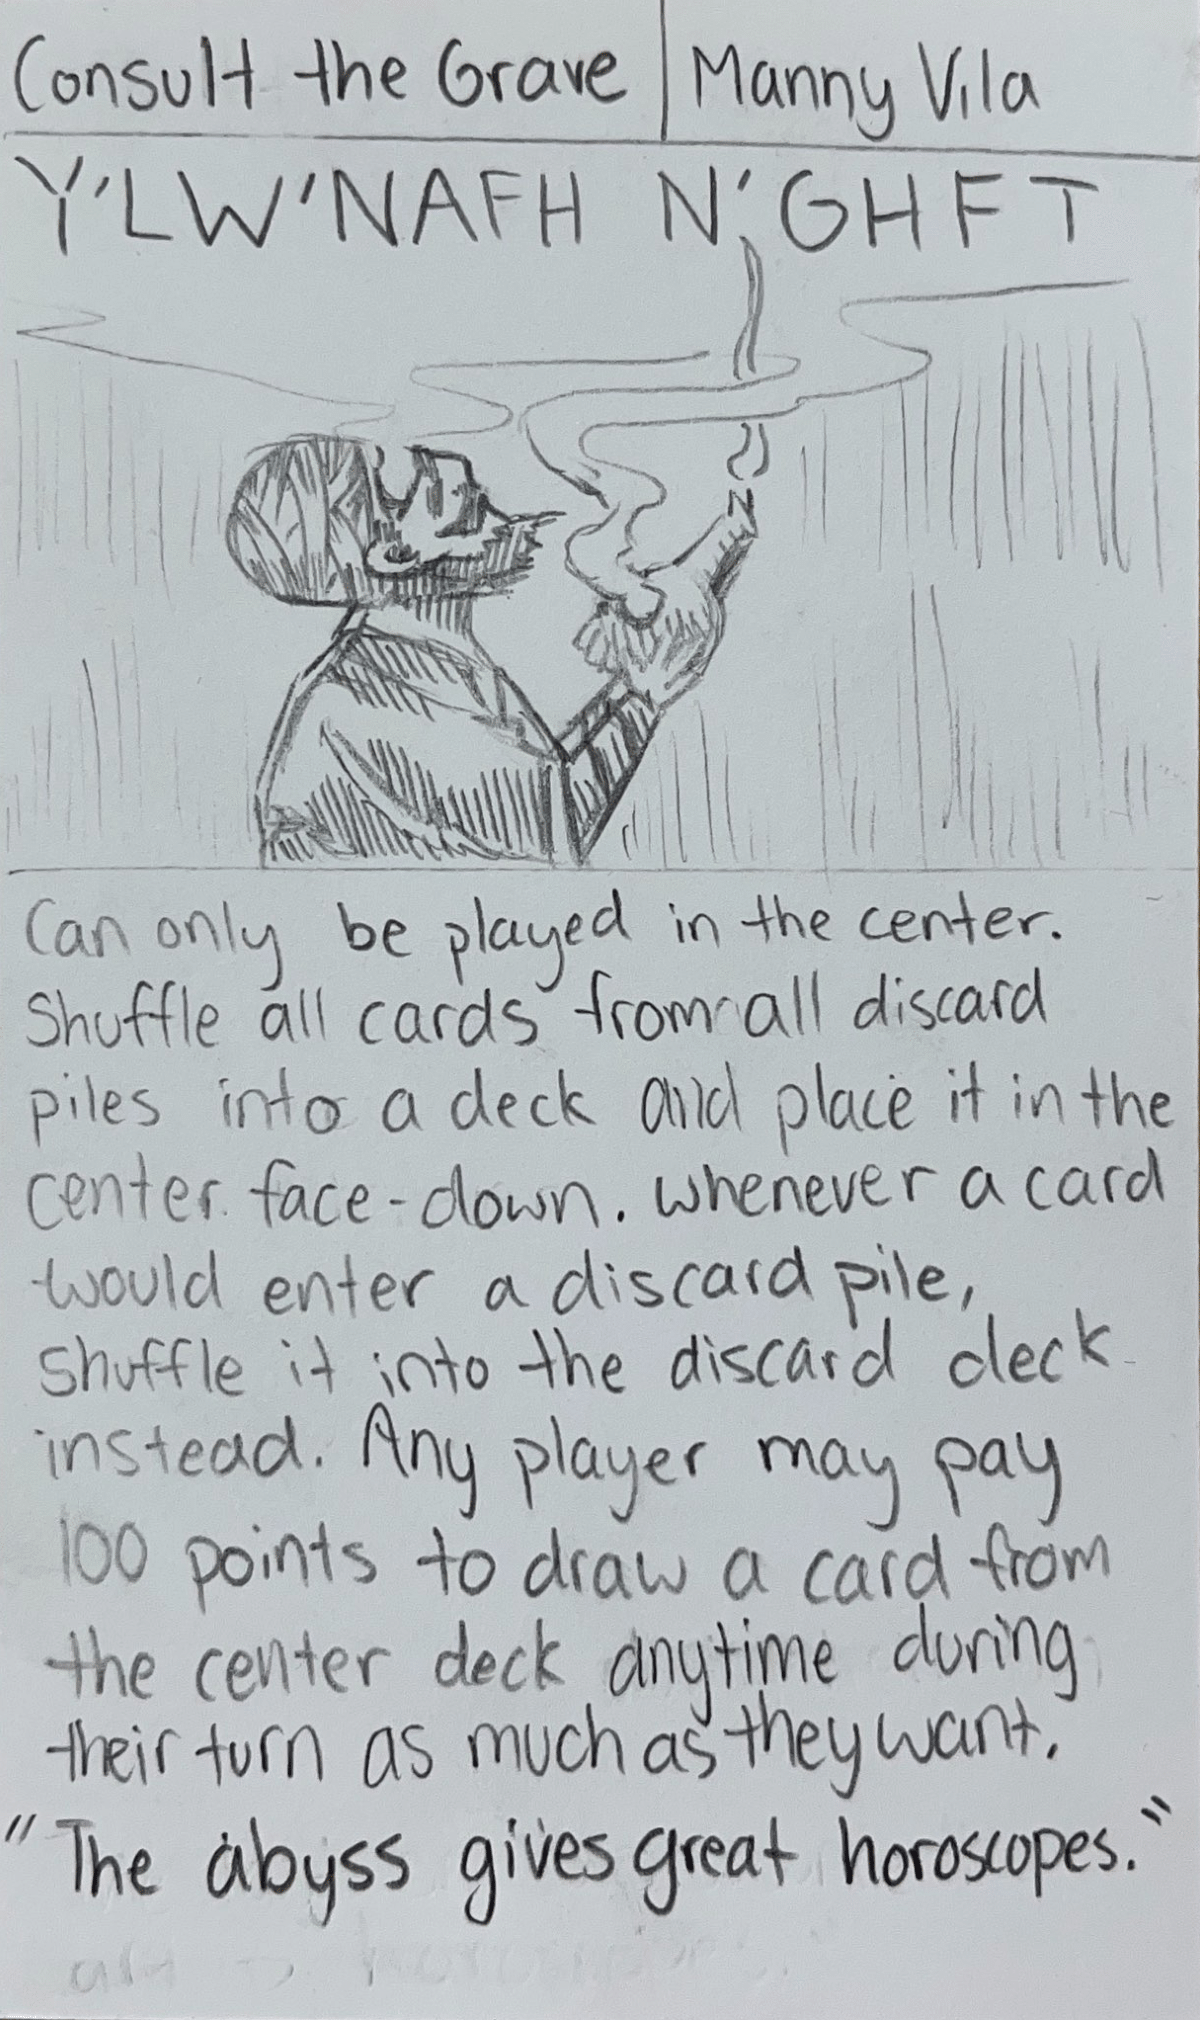 Consult the Grave | Manny Vila
Y'LW'NAFH N'GHFT
Can only be played in the center.
Shuffle all cards from all discard
piles into a deck and place it in the
center face-down. whenever a card
would enter a discard pile,
shuffle it into the discard deck
instead. Any player may pay
100 points to draw a card from
the center deck anytime during
their turn as much as they want.
"The abyss gives great horoscopes."